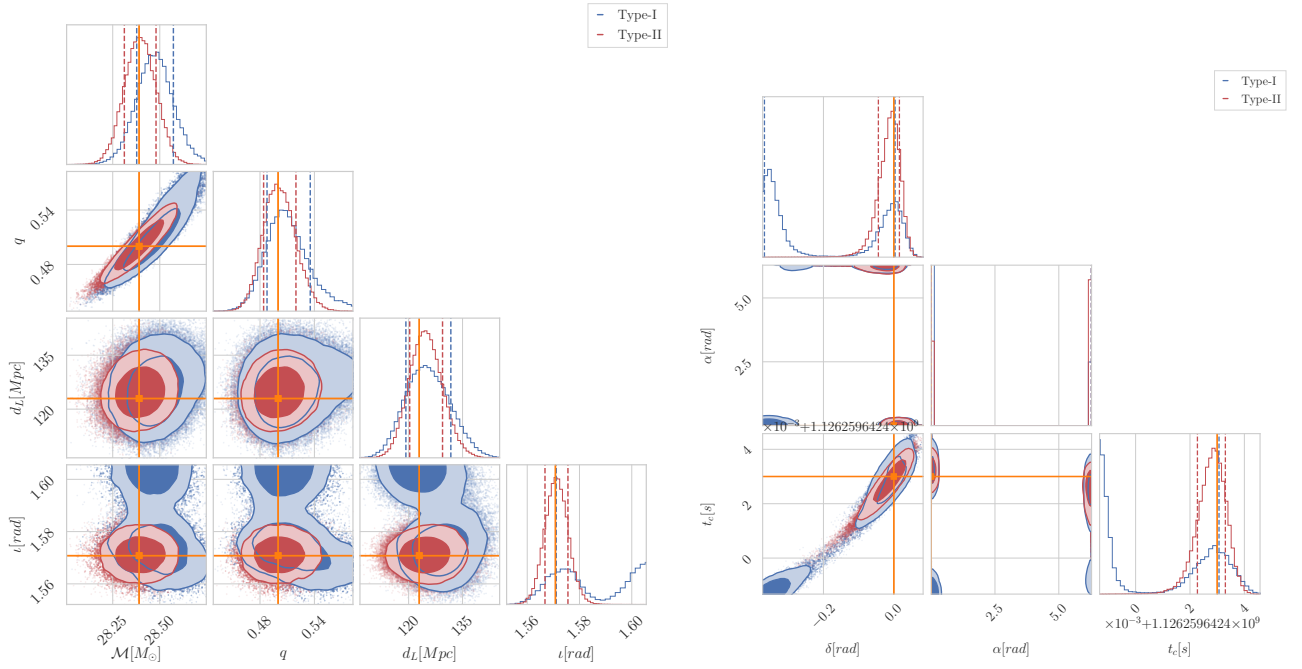 Type-I
Type-II
q
0.54
0.48
d_L[Mpc]
135
120
ι[rad]
1.60
1.58
1.56
28.25
28.50
M[M_⊙]
0.48
0.54
q
120
135
d_L[Mpc]
1.56
1.58
1.60
ι[rad]
Type-I
Type-II
α[rad]
5.0
2.5
×10⁻³+1.1262596424×10⁹
t_c[s]
4
2
0
−0.2
0.0
δ[rad]
2.5
5.0
α[rad]
0
2
4
×10⁻³+1.1262596424×10⁹
t_c[s]